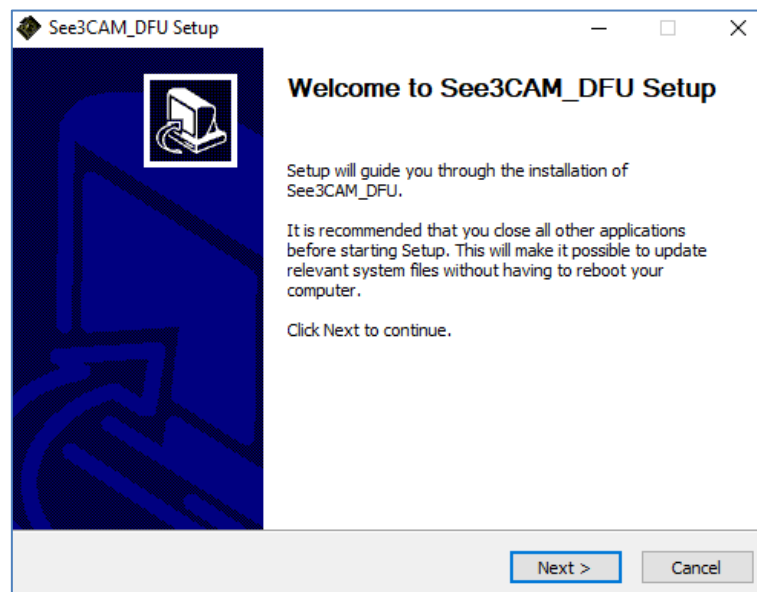 See3CAM_DFU Setup
Welcome to See3CAM_DFU Setup
Setup will guide you through the installation of
See3CAM_DFU.
It is recommended that you close all other applications
before starting Setup. This will make it possible to update
relevant system files without having to reboot your
computer.
Click Next to continue.
Next >
Cancel